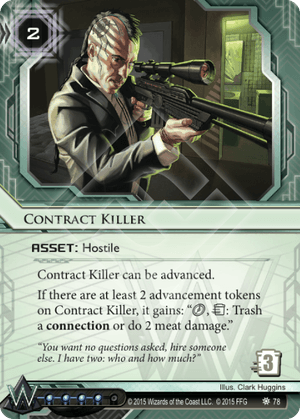 2
CONTRACT KILLER
ASSET: Hostile
Contract Killer can be advanced.
If there are at least 2 advancement tokens
on Contract Killer, it gains: “, : Trash
a connection or do 2 meat damage.”
“You want no questions asked, hire someone
else. I have two: who and how much?”
3
Illus. Clark Huggins
© 2015 Wizards of the Coast LLC. © 2015 FFG 78